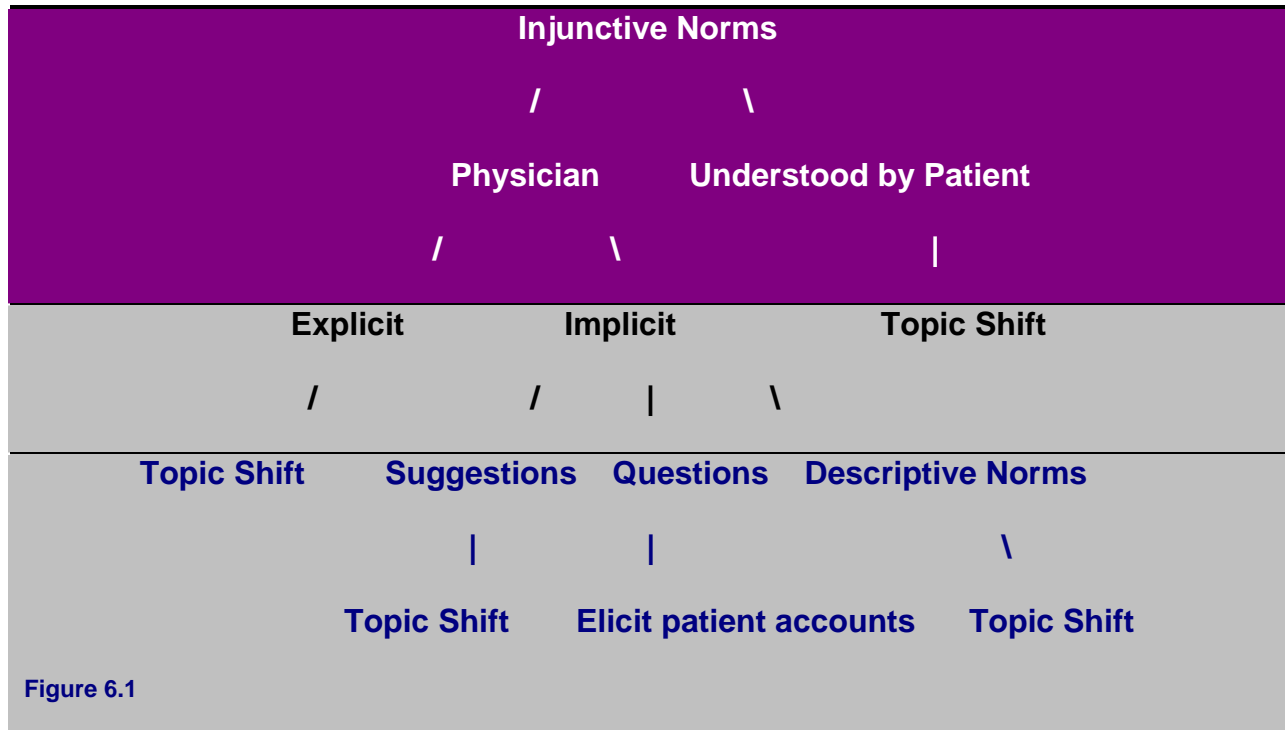 Injunctive Norms
/ \
Physician Understood by Patient
/ \ |
Explicit Implicit Topic Shift
/ / | \
Topic Shift Suggestions Questions Descriptive Norms
| | \
Topic Shift Elicit patient accounts Topic Shift
Figure 6.1